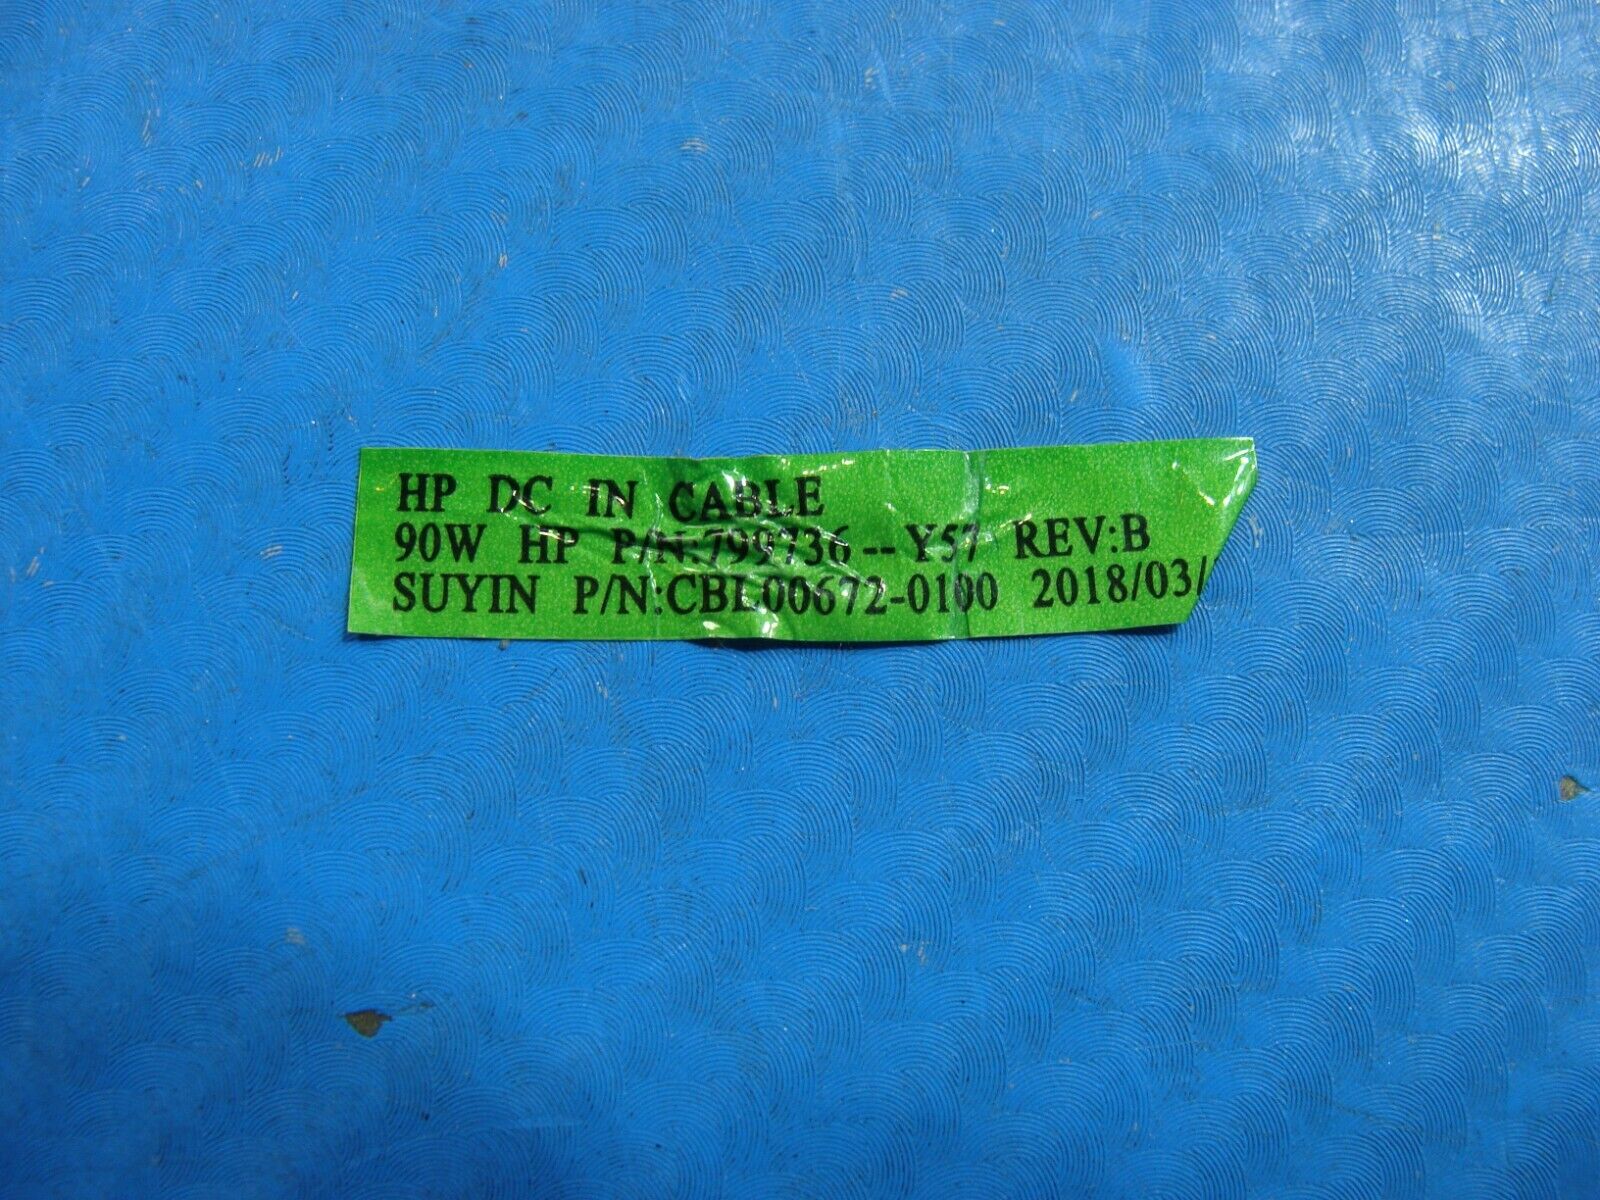 HP DC IN CABLE
90W HP P/N:799736--Y57 REV:B
SUYIN P/N:CBL00672-0100 2018/03/